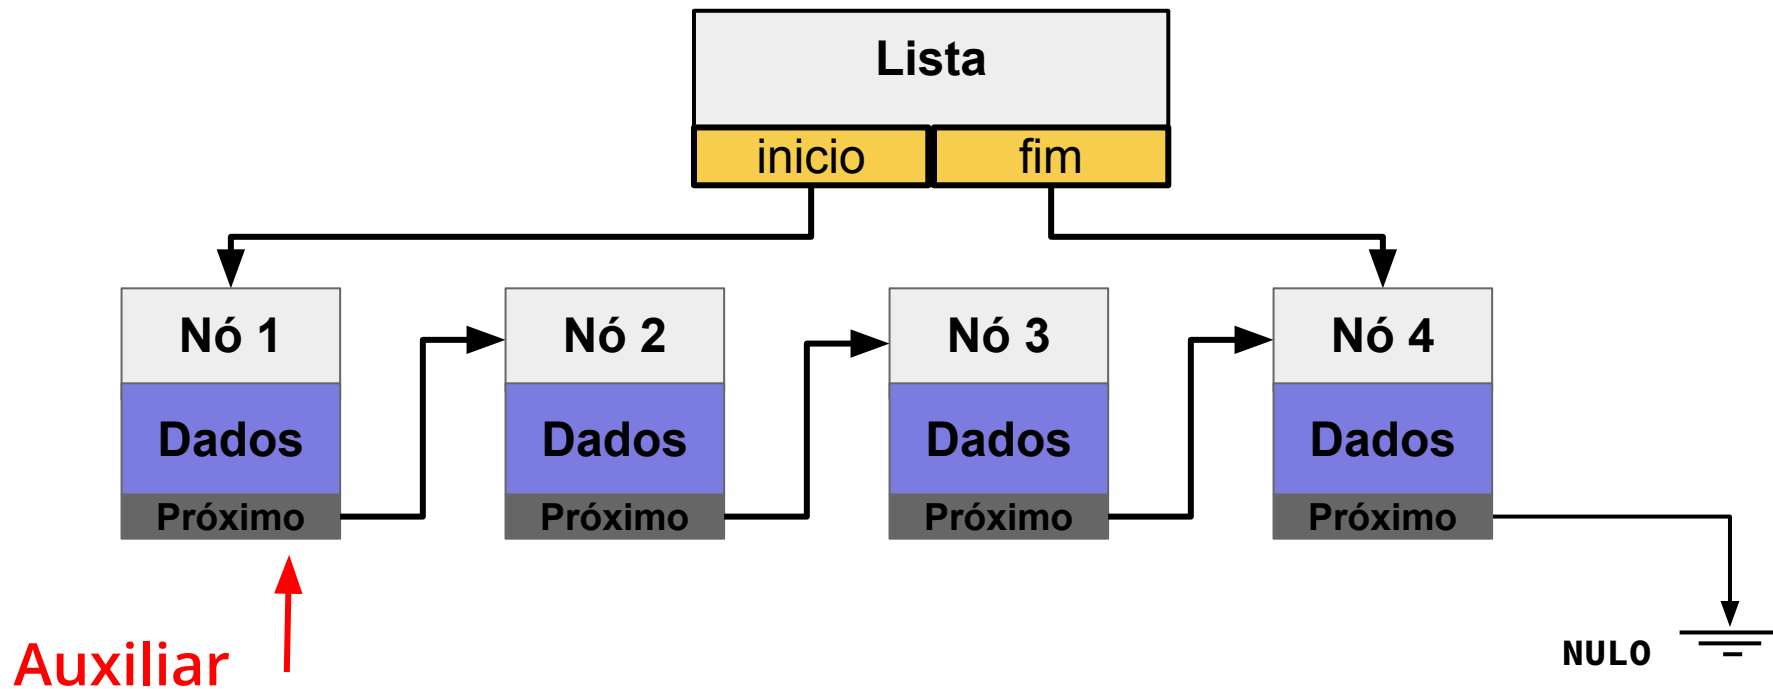 Lista
inicio fim
Nó 1 Nó 2 Nó 3 Nó 4
Dados Dados Dados Dados
Próximo Próximo Próximo Próximo
NULO
Auxiliar